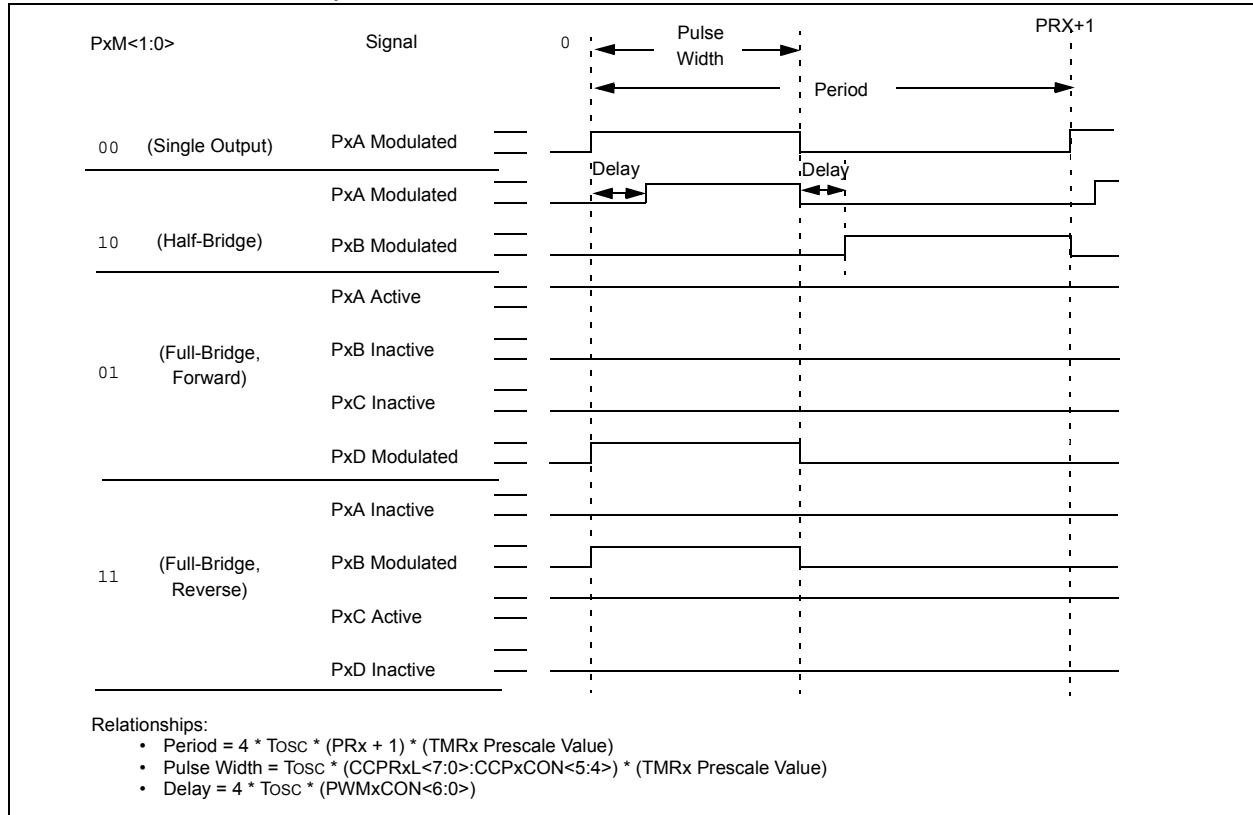 PxM<1:0>
Signal
0
Pulse
Width
PRX+1
Period
00 (Single Output) PxA Modulated
Delay Delay
PxA Modulated
10 (Half-Bridge) PxB Modulated
PxA Active
01 (Full-Bridge,
Forward)
PxB Inactive
PxC Inactive
PxD Modulated
PxA Inactive
11 (Full-Bridge,
Reverse)
PxB Modulated
PxC Active
PxD Inactive
Relationships:
• Period = 4 * TOSC * (PRx + 1) * (TMRx Prescale Value)
• Pulse Width = TOSC * (CCPRxL<7:0>:CCPxCON<5:4>) * (TMRx Prescale Value)
• Delay = 4 * TOSC * (PWMxCON<6:0>)